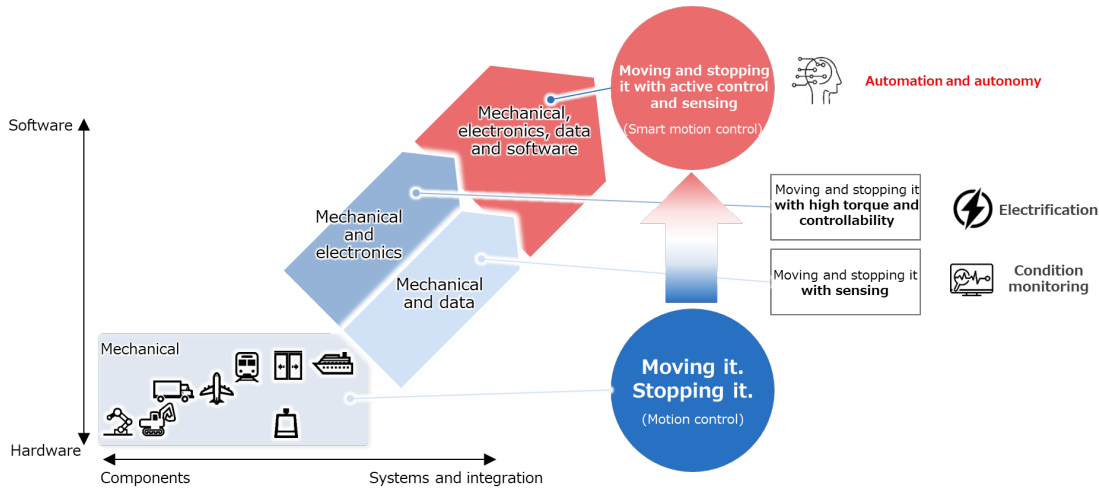 Software
Hardware
Components
Systems and integration
Mechanical
Mechanical
and
electronics
Mechanical
and data
Mechanical,
electronics, data
and software
Moving and stopping
it with active control
and sensing
(Smart motion control)
Automation and autonomy
Moving and stopping it
with high torque and
controllability
Electrification
Moving and stopping it
with sensing
Condition
monitoring
Moving it.
Stopping it.
(Motion control)